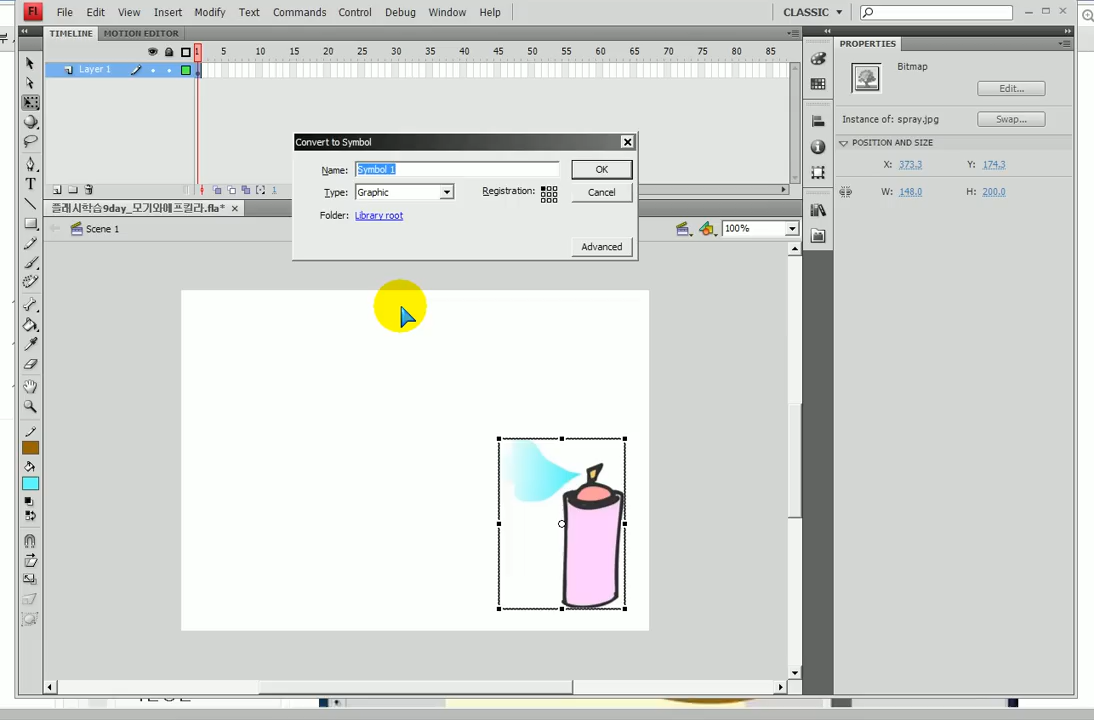 Fl File Edit View Insert Modify Text Commands Control Debug Window Help CLASSIC
TIMELINE MOTION EDITOR
PROPERTIES
1 5 10 15 20 25 30 35 40 45 50 55 60 65 70 75 80 85
Layer 1
Bitmap
Edit...
Instance of: spray.jpg Swap...
POSITION AND SIZE
X: 373.3 Y: 174.3
W: 148.0 H: 200.0
Convert to Symbol
Name: Symbol 1 OK
Type: Graphic Registration: Cancel
Folder: Library root
Advanced
1
플래시학습9day_모기와에프킬라.fla*
Scene 1 100%